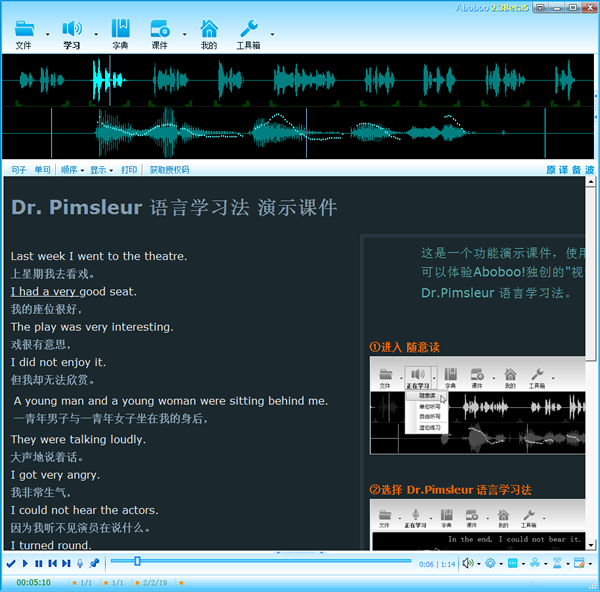 Aboboo 2.3Beta5
文件 学习 字典 课件 我的 工具箱
句子 单句 顺序 显示 打印 获取授权码 原 译 备 波
Dr. Pimsleur 语言学习法 演示课件
Last week I went to the theatre.
上星期我去看戏。
I had a very good seat.
我的座位很好，
The play was very interesting.
戏很有意思，
I did not enjoy it.
但我却无法欣赏。
A young man and a young woman were sitting behind me.
一青年男子与一青年女子坐在我的身后，
They were talking loudly.
大声地说着话。
I got very angry.
我非常生气，
I could not hear the actors.
因为我听不见演员在说什么。
I turned round.
这是一个功能演示课件，使用
可以体验Aboboo!独创的"视
Dr.Pimsleur 语言学习法。
①进入 随意读
文件 正在学习 字典 课件 我的 工具箱
随意读
单句听写
自由听写
造句练习
②选择 Dr.Pimsleur 语言学习法
文件 正在学习 字典 课件 我的 工具箱
In the end, I could not bear it.
0:06 | 1:14
00:05:10 1/1 1/1 2/2/19